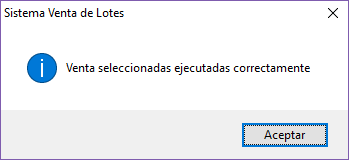 Sistema Venta de Lotes
Venta seleccionadas ejecutadas correctamente
Aceptar